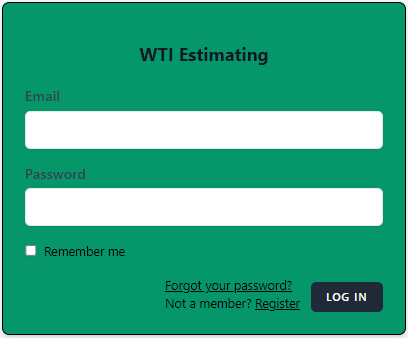 WTI Estimating
Email
Password
Remember me
Forgot your password?
Not a member? Register
LOG IN